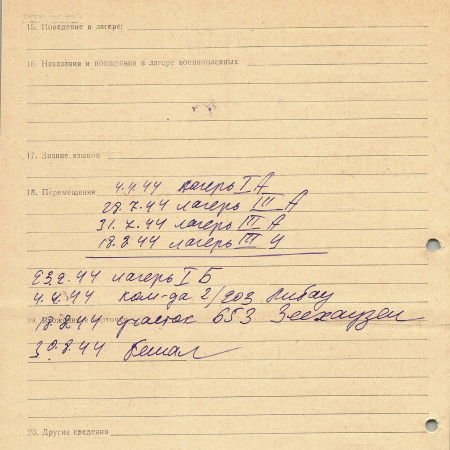 15. Поведение в лагере:
16. Наказания и поощрения в лагере военнопленных
17. Знание языков
18. Перемещения 4.4.44 лагерь I А
28.7.44 лагерь III А
31.7.44 лагерь III А
18.8.44 лагерь III Ц
23.2.44 лагерь I Б
4.4.44 ком-да 2/203 Либау
19. 18.8.44 участок 653 Зеехаузен
30.8.44 бежал
20. Другие сведения